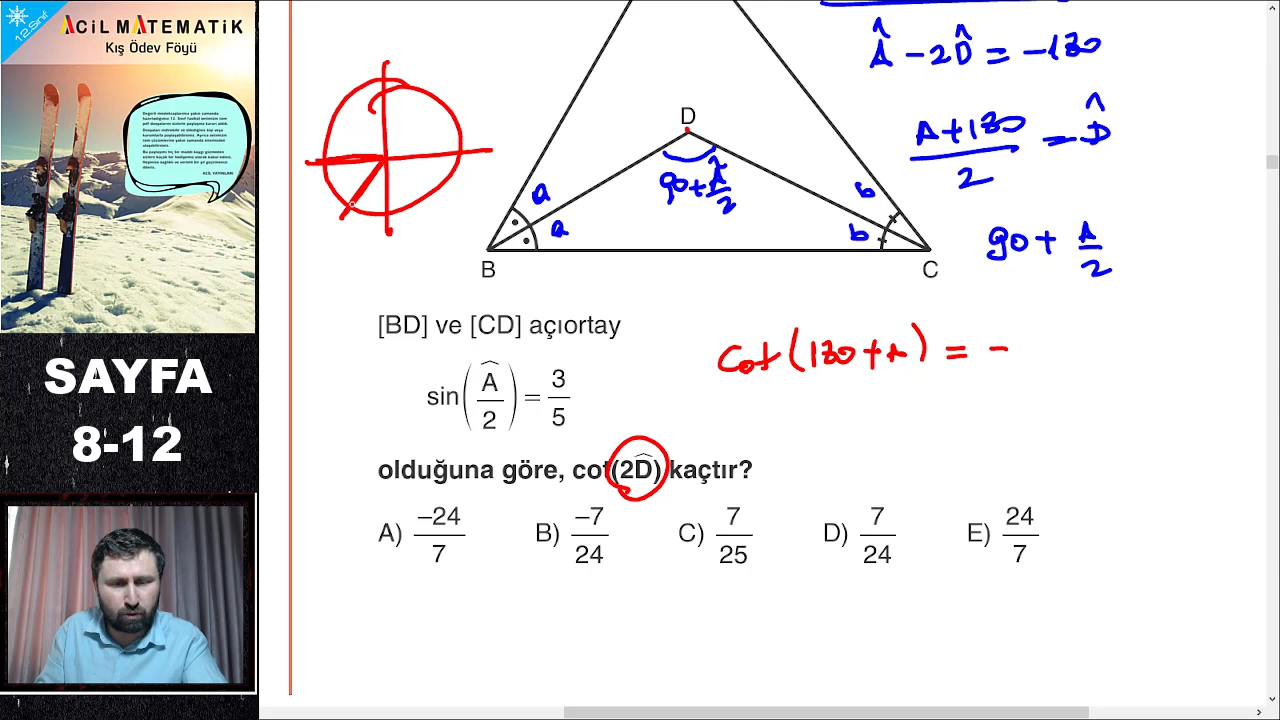 12.Sınıf
ACİL MATEMATİK
Kış Ödev Föyü
ACİL YAYINLARI
SAYFA
8-12
Â - 2D̂ = -180
A+180/2 = D̂
90 + A/2
D
90+Â/2
a
a
b
b
B
C
[BD] ve [CD] açıortay
sin(Â/2) = 3/5
cot(180+A) = -
olduğuna göre, cot(2D̂) kaçtır?
A) –24/7 B) –7/24 C) 7/25 D) 7/24 E) 24/7